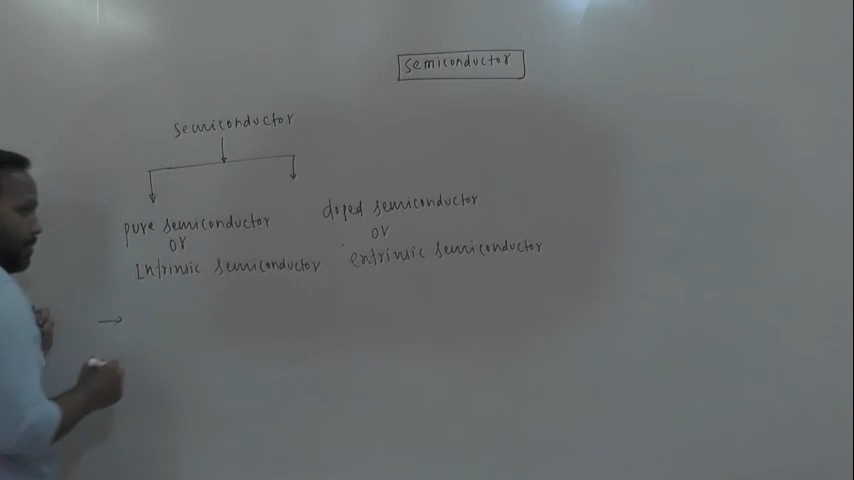 semiconductor
semiconductor
pure semiconductor
or
Intrinsic semiconductor
doped semiconductor
or
extrinsic semiconductor
→